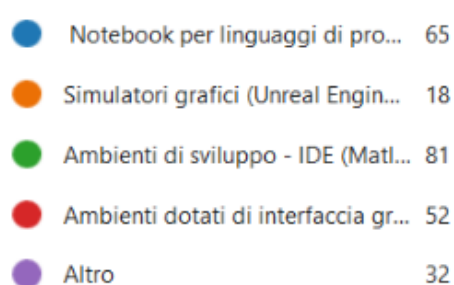 Notebook per linguaggi di pro... 65
Simulatori grafici (Unreal Engin... 18
Ambienti di sviluppo - IDE (Matl... 81
Ambienti dotati di interfaccia gr... 52
Altro 32